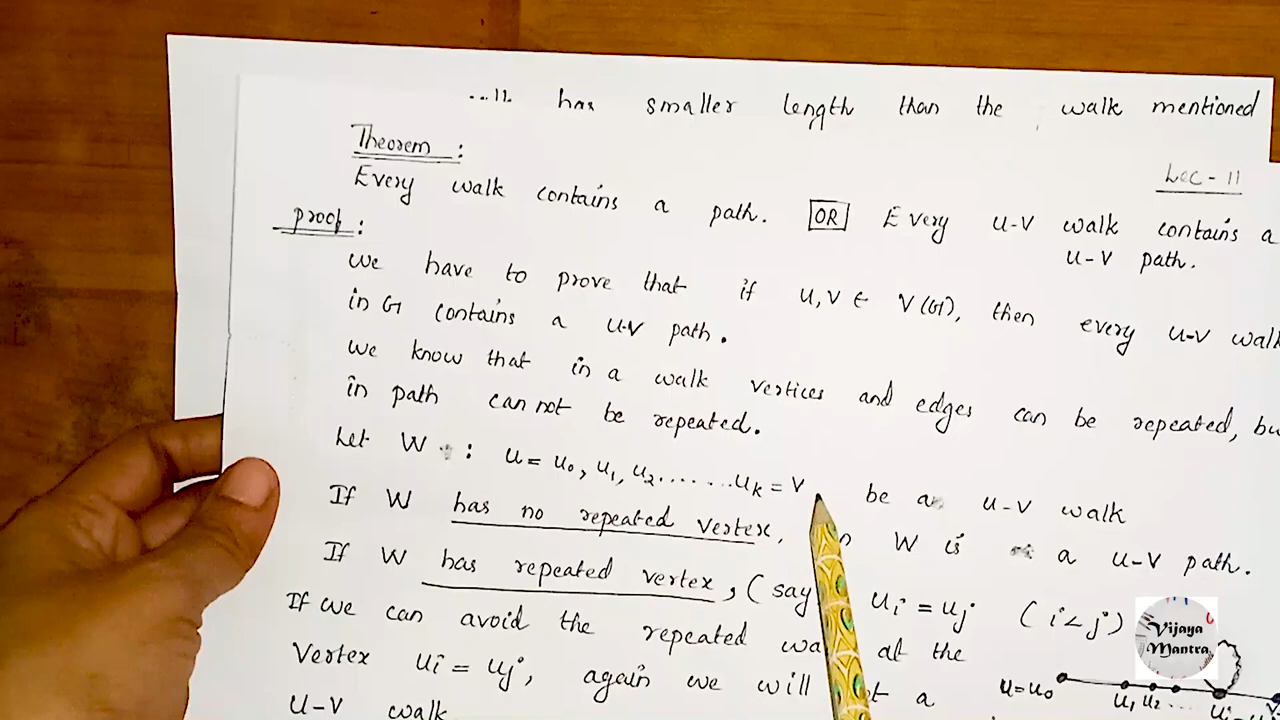 has smaller length than the walk mentioned
Lec-11
Theorem :
Every walk contains a path. OR Every u-v walk contains a
u-v path.
proof :
we have to prove that if u,v ∈ V(G), then every u-v walk
in G contains a u-v path.
we know that in a walk vertices and edges can be repeated, bu
in path can not be repeated.
Let W : u = u₀, u₁, u₂.......uₖ = v be a u-v walk
If W has no repeated vertex, W is a u-v path.
If W has repeated vertex, (say uᵢ = uⱼ (i<j)
If we can avoid the repeated wa at the
vertex uᵢ = uⱼ, again we will a
u-v walk
u=u₀ u₁ u₂ ...
Vijaya
Mantra